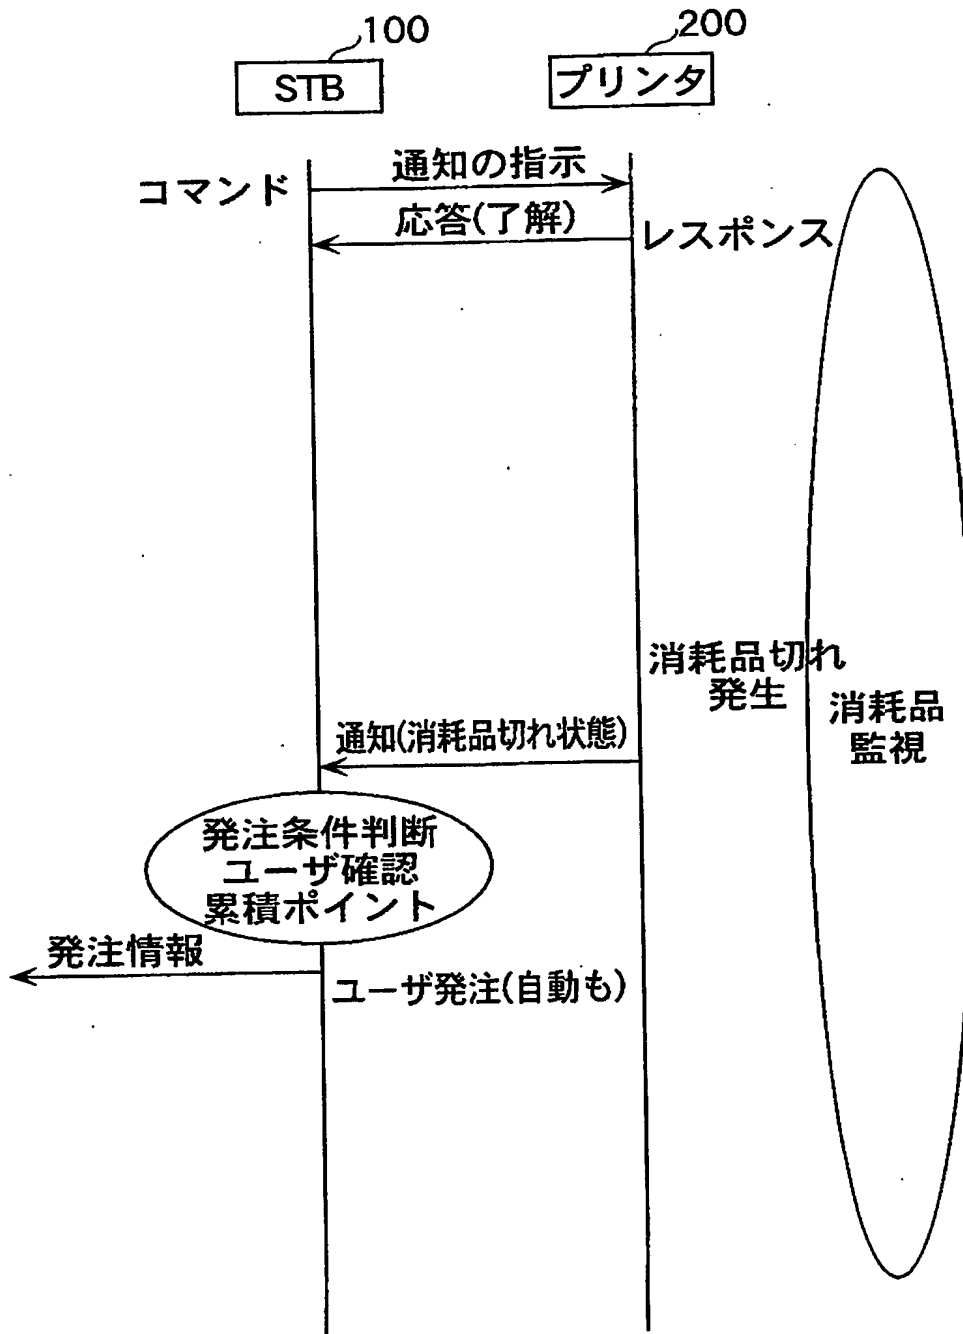 100
200
STB
プリンタ
コマンド
通知の指示
応答(了解)
レスポンス
消耗品切れ
発生
消耗品
監視
通知(消耗品切れ状態)
発注条件判断
ユーザ確認
累積ポイント
発注情報
ユーザ発注(自動も)